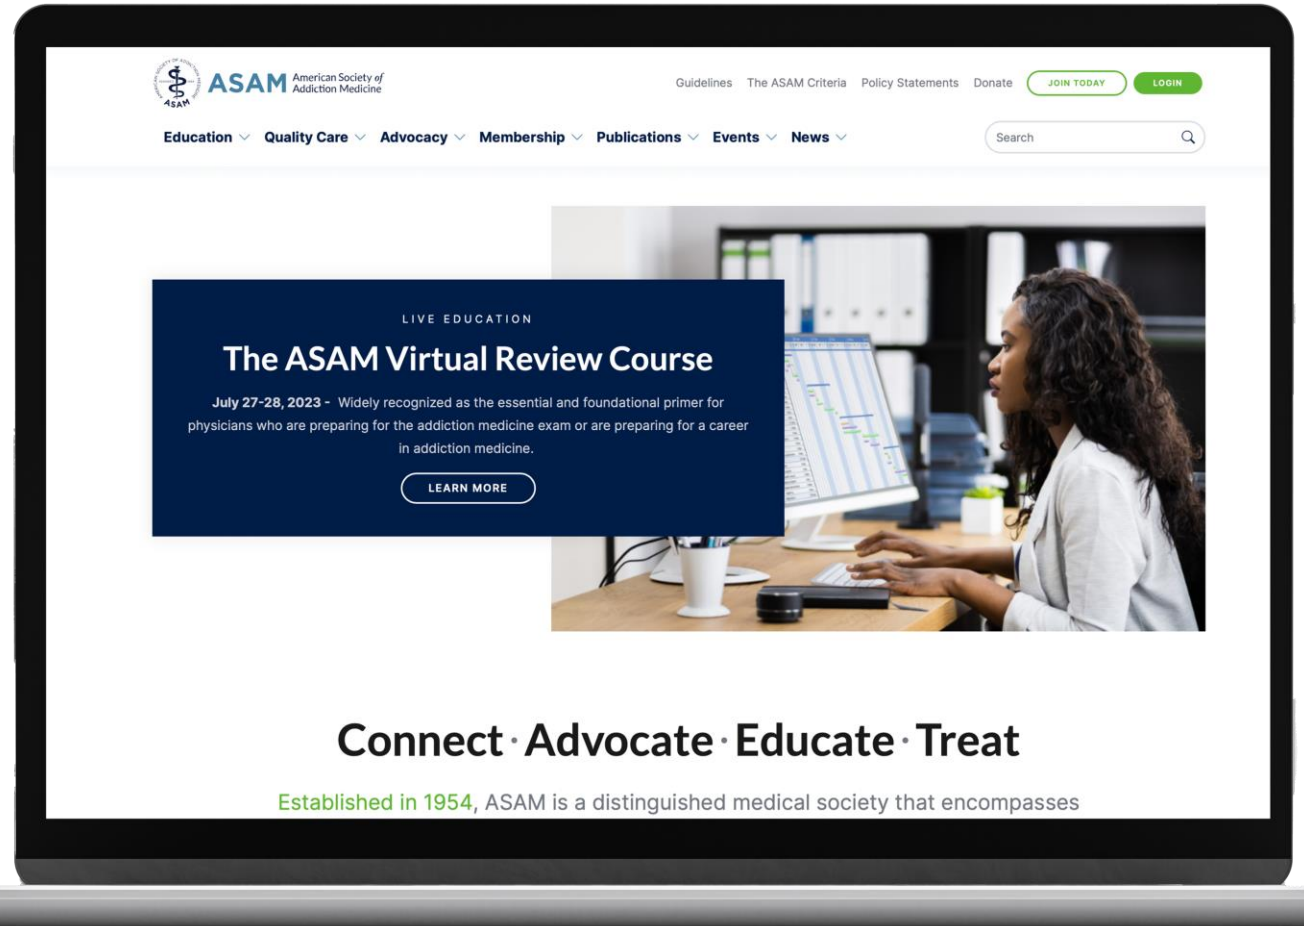 ASAM
American Society of
Addiction Medicine
Guidelines
The ASAM Criteria
Policy Statements
Donate
JOIN TODAY
LOGIN
Education
Quality Care
Advocacy
Membership
Publications
Events
News
Search
LIVE EDUCATION
The ASAM Virtual Review Course
July 27-28, 2023 - Widely recognized as the essential and foundational primer for
physicians who are preparing for the addiction medicine exam or are preparing for a career
in addiction medicine.
LEARN MORE
Connect · Advocate · Educate · Treat
Established in 1954, ASAM is a distinguished medical society that encompasses